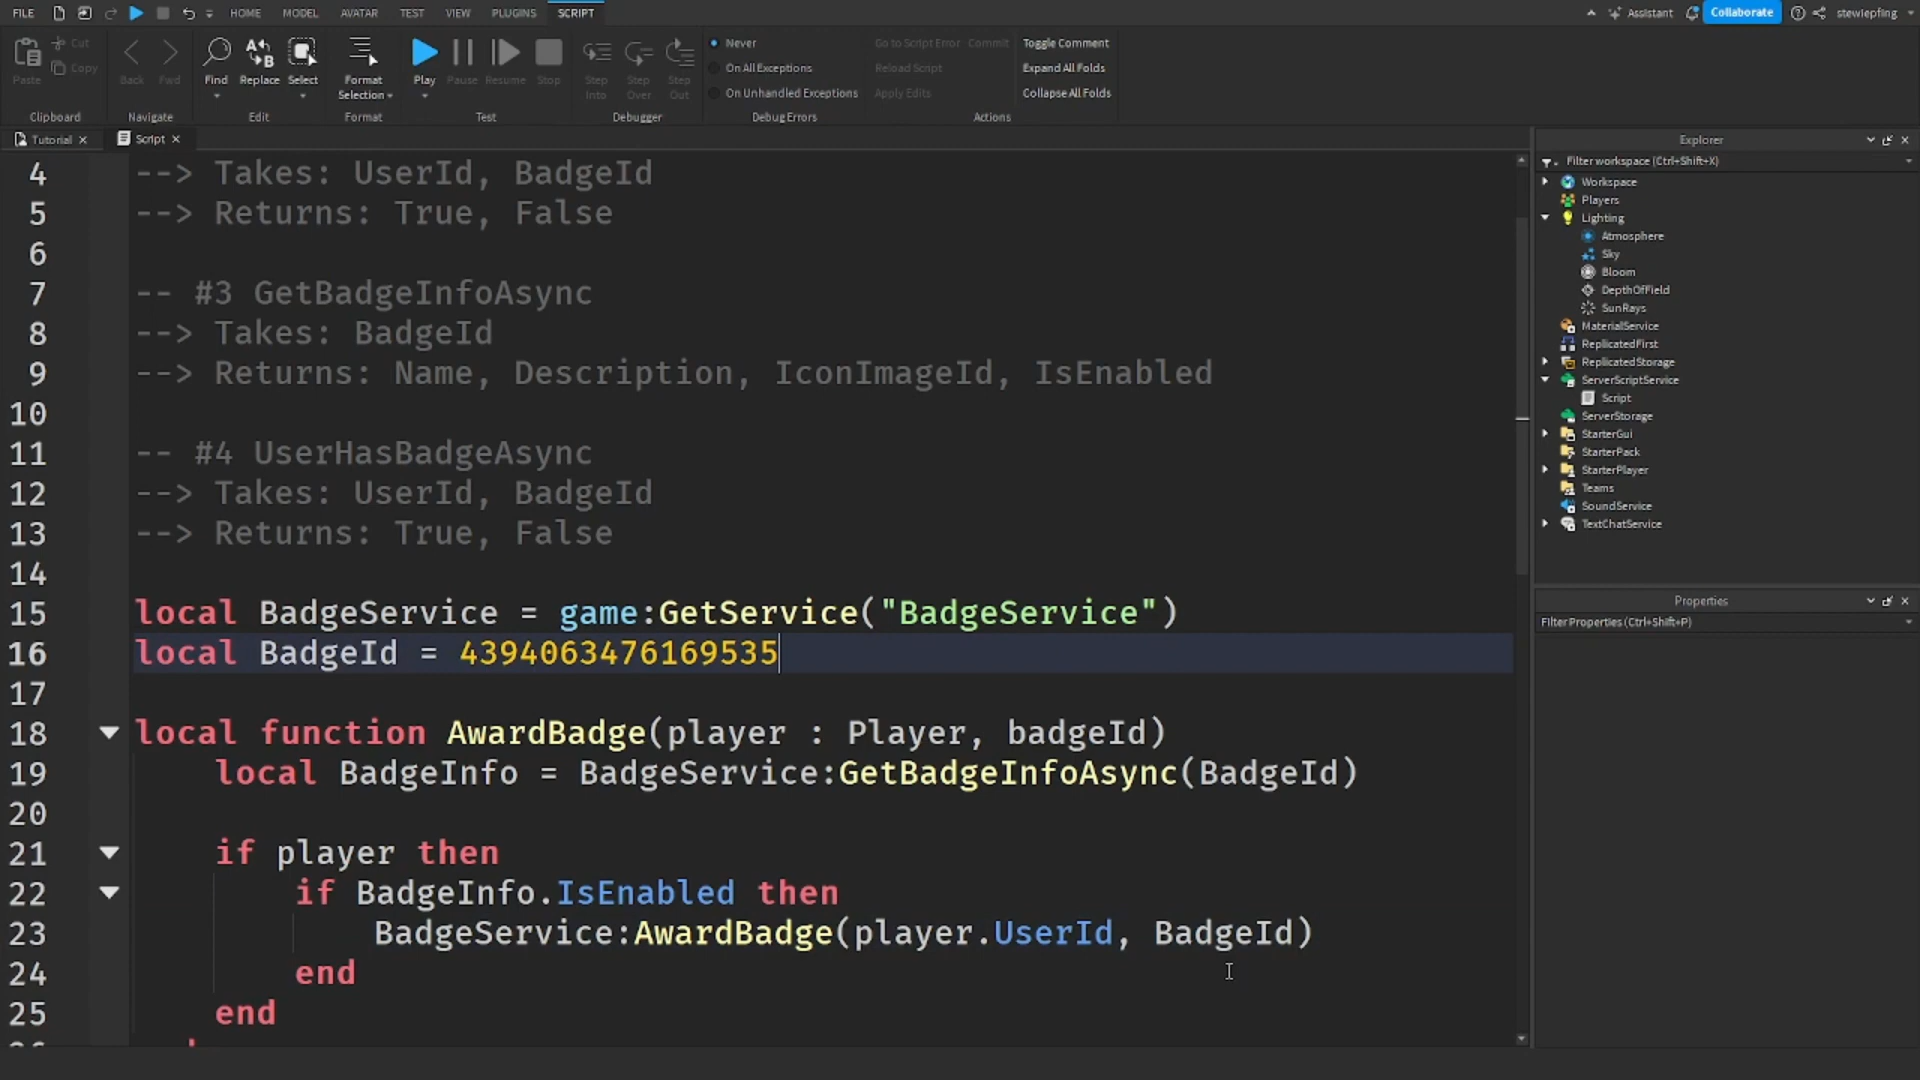 FILE HOME MODEL AVATAR TEST VIEW PLUGINS SCRIPT Assistant Collaborate stewiepfing
Paste Cut Copy
Back Fwd
Find Replace Select
Format Selection
Play Pause Resume Stop
Step Into Step Over Step Out
Never
On All Exceptions
On Unhandled Exceptions
Go to Script Error Commit
Reload Script
Apply Edits
Toggle Comment
Expand All Folds
Collapse All Folds
Clipboard Navigate Edit Format Test Debugger Debug Errors Actions
Tutorial Script
4 --> Takes: UserId, BadgeId
5 --> Returns: True, False
6
7 -- #3 GetBadgeInfoAsync
8 --> Takes: BadgeId
9 --> Returns: Name, Description, IconImageId, IsEnabled
10
11 -- #4 UserHasBadgeAsync
12 --> Takes: UserId, BadgeId
13 --> Returns: True, False
14
15 local BadgeService = game:GetService("BadgeService")
16 local BadgeId = 4394063476169535
17
18 local function AwardBadge(player : Player, badgeId)
19 local BadgeInfo = BadgeService:GetBadgeInfoAsync(BadgeId)
20
21 if player then
22 if BadgeInfo.IsEnabled then
23 BadgeService:AwardBadge(player.UserId, BadgeId)
24 end
25 end
Explorer
Filter workspace (Ctrl+Shift+X)
Workspace
Players
Lighting
Atmosphere
Sky
Bloom
DepthOfField
SunRays
MaterialService
ReplicatedFirst
ReplicatedStorage
ServerScriptService
Script
ServerStorage
StarterGui
StarterPack
StarterPlayer
Teams
SoundService
TextChatService
Properties
Filter Properties (Ctrl+Shift+P)